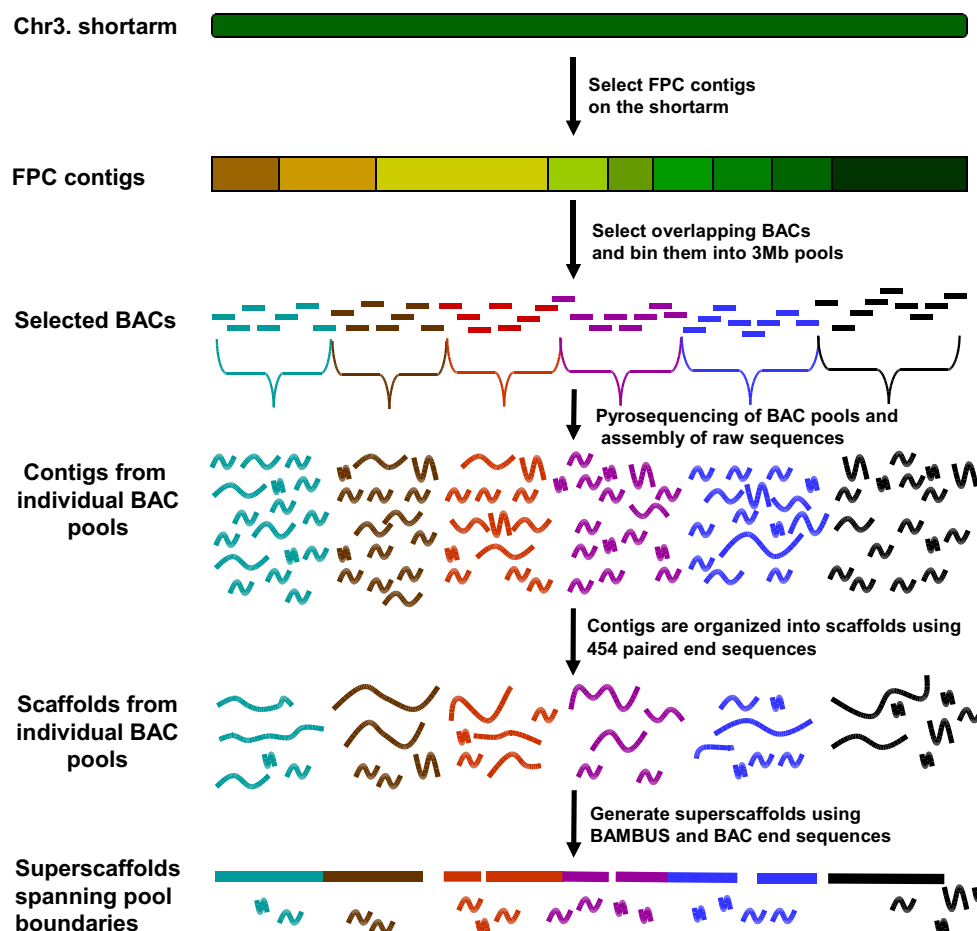 Chr3. shortarm
Select FPC contigs
on the shortarm
FPC contigs
Select overlapping BACs
and bin them into 3Mb pools
Selected BACs
Pyrosequencing of BAC pools and
assembly of raw sequences
Contigs from
individual BAC
pools
Contigs are organized into scaffolds using
454 paired end sequences
Scaffolds from
individual BAC
pools
Generate superscaffolds using
BAMBUS and BAC end sequences
Superscaffolds
spanning pool
boundaries